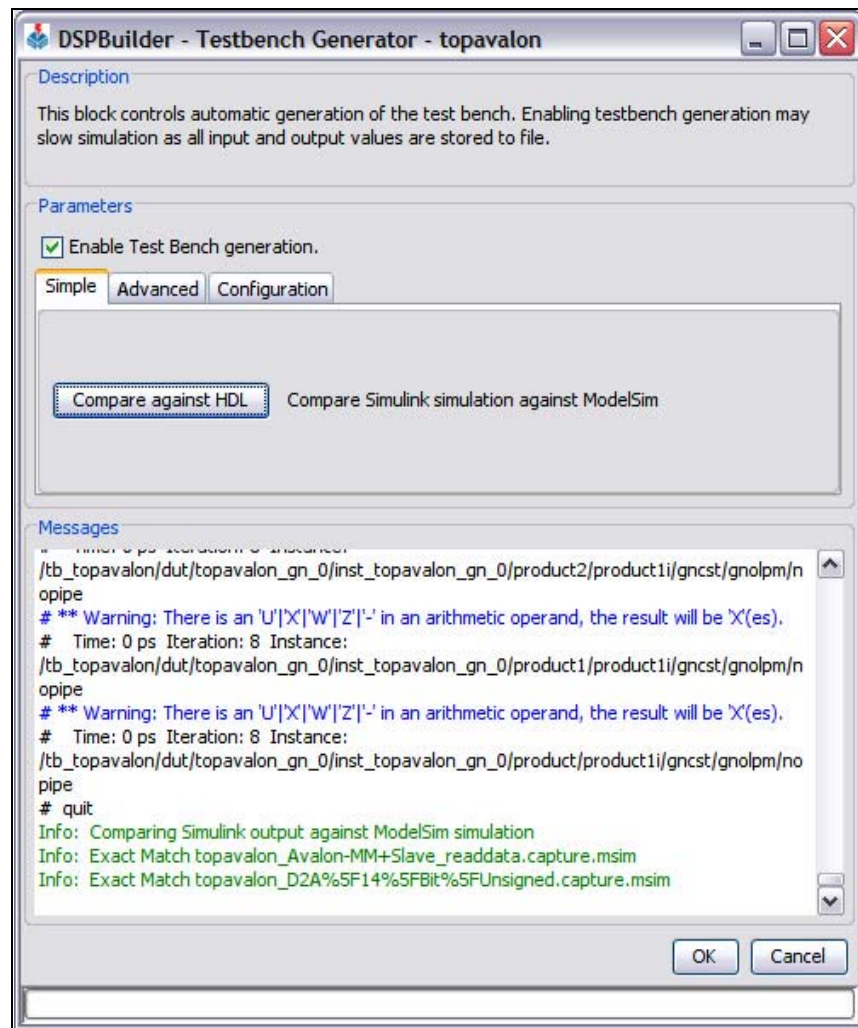 DSPBuilder - Testbench Generator - topavalon
Description
This block controls automatic generation of the test bench. Enabling testbench generation may
slow simulation as all input and output values are stored to file.
Parameters
Enable Test Bench generation.
Simple Advanced Configuration
Compare against HDL Compare Simulink simulation against ModelSim
Messages
# Time: 0 ps Iteration: 8 Instance:
/tb_topavalon/dut/topavalon_gn_0/inst_topavalon_gn_0/product2/product1i/gncst/gnolpm/n
opipe
# ** Warning: There is an 'U'|'X'|'W'|'Z'|'-' in an arithmetic operand, the result will be 'X'(es).
# Time: 0 ps Iteration: 8 Instance:
/tb_topavalon/dut/topavalon_gn_0/inst_topavalon_gn_0/product1/product1i/gncst/gnolpm/n
opipe
# ** Warning: There is an 'U'|'X'|'W'|'Z'|'-' in an arithmetic operand, the result will be 'X'(es).
# Time: 0 ps Iteration: 8 Instance:
/tb_topavalon/dut/topavalon_gn_0/inst_topavalon_gn_0/product/product1i/gncst/gnolpm/no
pipe
# quit
Info: Comparing Simulink output against ModelSim simulation
Info: Exact Match topavalon_Avalon-MM+Slave_readdata.capture.msim
Info: Exact Match topavalon_D2A%5F14%5FBit%5FUnsigned.capture.msim
OK Cancel